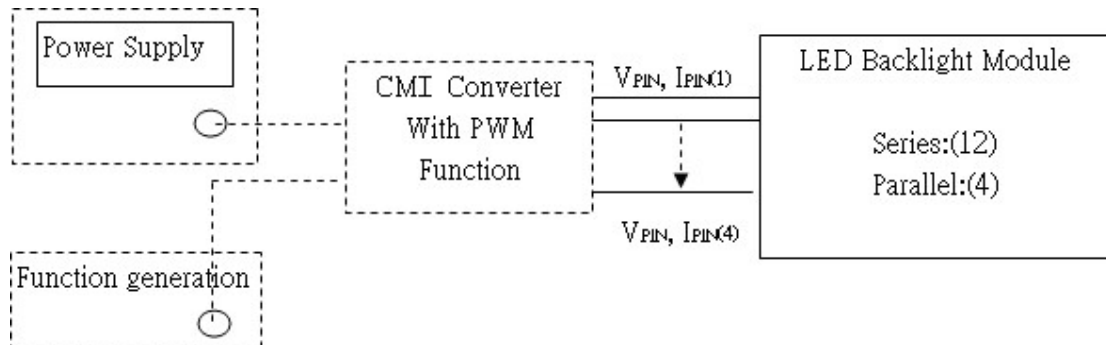 Power Supply
CMI Converter
With PWM
Function
VPIN, IPIN(1)
VPIN, IPIN(4)
LED Backlight Module
Series:(12)
Parallel:(4)
Function generation